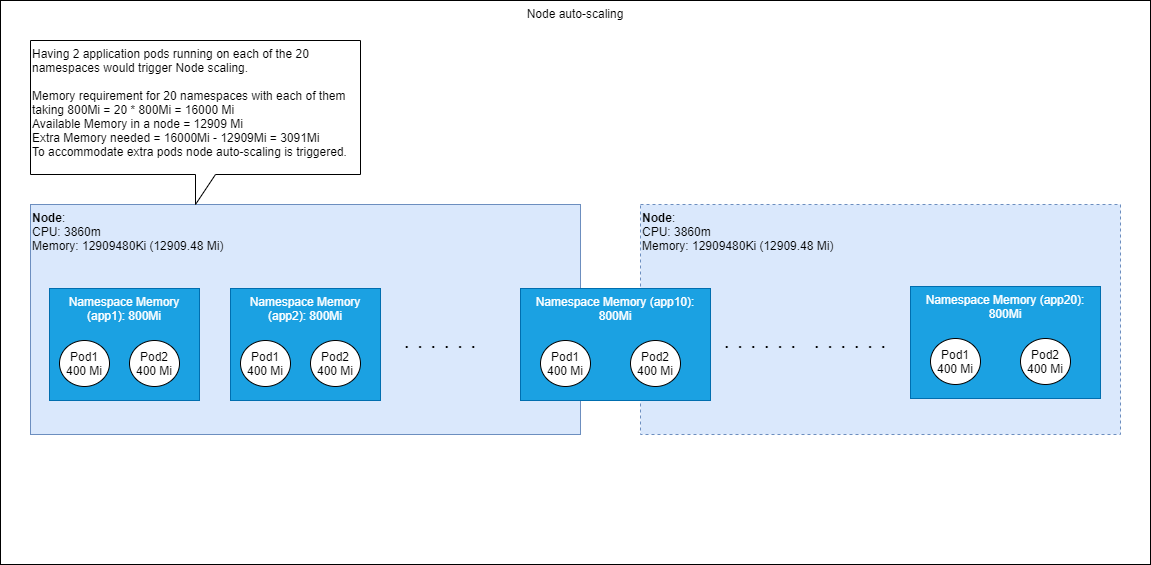 Node auto-scaling
Having 2 application pods running on each of the 20
namespaces would trigger Node scaling.
Memory requirement for 20 namespaces with each of them
taking 800Mi = 20 * 800Mi = 16000 Mi
Available Memory in a node = 12909 Mi
Extra Memory needed = 16000Mi - 12909Mi = 3091Mi
To accommodate extra pods node auto-scaling is triggered.
Node:
CPU: 3860m
Memory: 12909480Ki (12909.48 Mi)
Namespace Memory
(app1): 800Mi
Pod1
400 Mi
Pod2
400 Mi
Namespace Memory
(app2): 800Mi
Pod1
400 Mi
Pod2
400 Mi
. . . . . .
Namespace Memory (app10):
800Mi
Pod1
400 Mi
Pod2
400 Mi
Node:
CPU: 3860m
Memory: 12909480Ki (12909.48 Mi)
. . . . . .   . . . . . .
Namespace Memory (app20):
800Mi
Pod1
400 Mi
Pod2
400 Mi